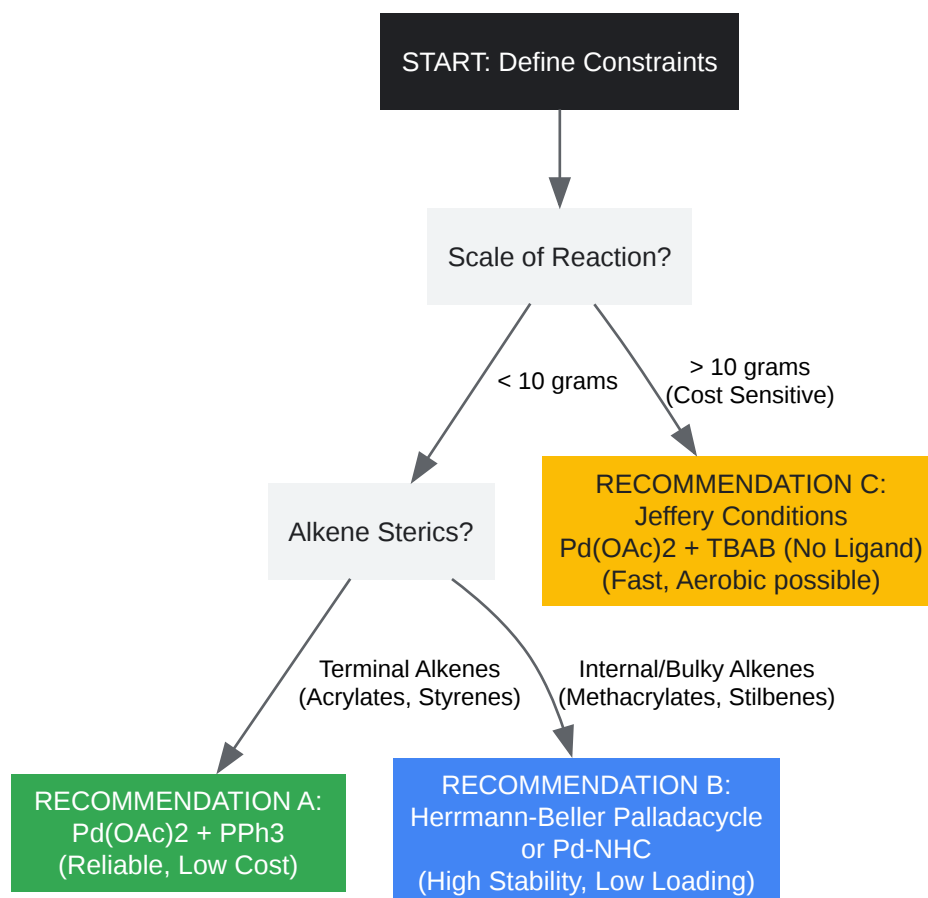 START: Define Constraints
Scale of Reaction?
< 10 grams
> 10 grams
(Cost Sensitive)
Alkene Sterics?
RECOMMENDATION C:
Jeffery Conditions
Pd(OAc)2 + TBAB (No Ligand)
(Fast, Aerobic possible)
Terminal Alkenes
(Acrylates, Styrenes)
Internal/Bulky Alkenes
(Methacrylates, Stilbenes)
RECOMMENDATION A:
Pd(OAc)2 + PPh3
(Reliable, Low Cost)
RECOMMENDATION B:
Herrmann-Beller Palladacycle
or Pd-NHC
(High Stability, Low Loading)